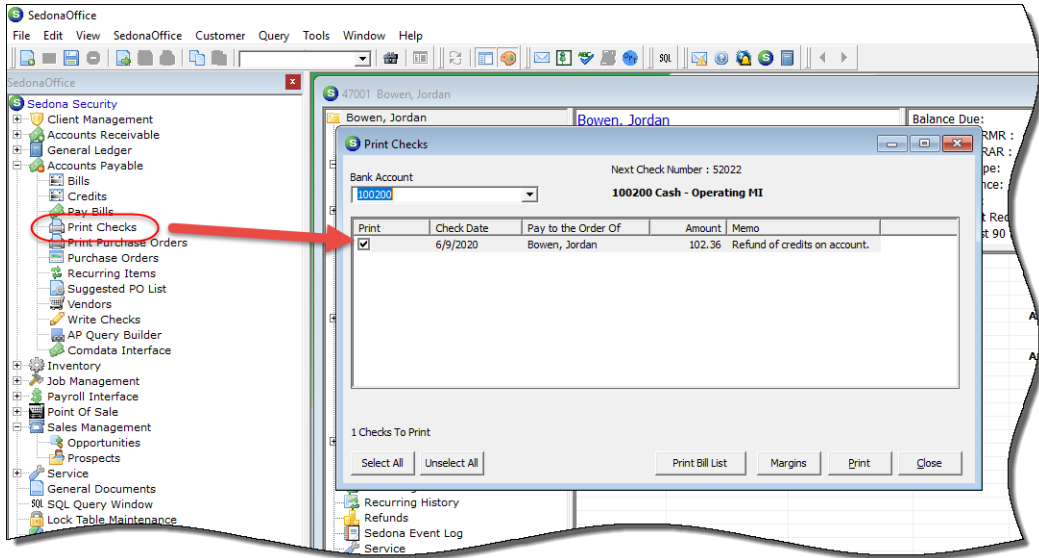 SedonaOffice
File Edit View SedonaOffice Customer Query Tools Window Help
SQL
SedonaOffice
Sedona Security
Client Management
Accounts Receivable
General Ledger
Accounts Payable
Bills
Credits
Pay Bills
Print Checks
Print Purchase Orders
Purchase Orders
Recurring Items
Suggested PO List
Vendors
Write Checks
AP Query Builder
Comdata Interface
Inventory
Job Management
Payroll Interface
Point Of Sale
Sales Management
Opportunities
Prospects
Service
General Documents
SQL SQL Query Window
Lock Table Maintenance
47001 Bowen, Jordan
Bowen, Jordan
Bowen, Jordan
Balance Due:
RMR :
RAR :
Print Checks
Bank Account
100200
Next Check Number : 52022
100200 Cash - Operating MI
Print Check Date Pay to the Order Of Amount Memo
6/9/2020 Bowen, Jordan 102.36 Refund of credits on account.
1 Checks To Print
Select All Unselect All Print Bill List Margins Print Close
Recurring History
Refunds
Sedona Event Log
Service